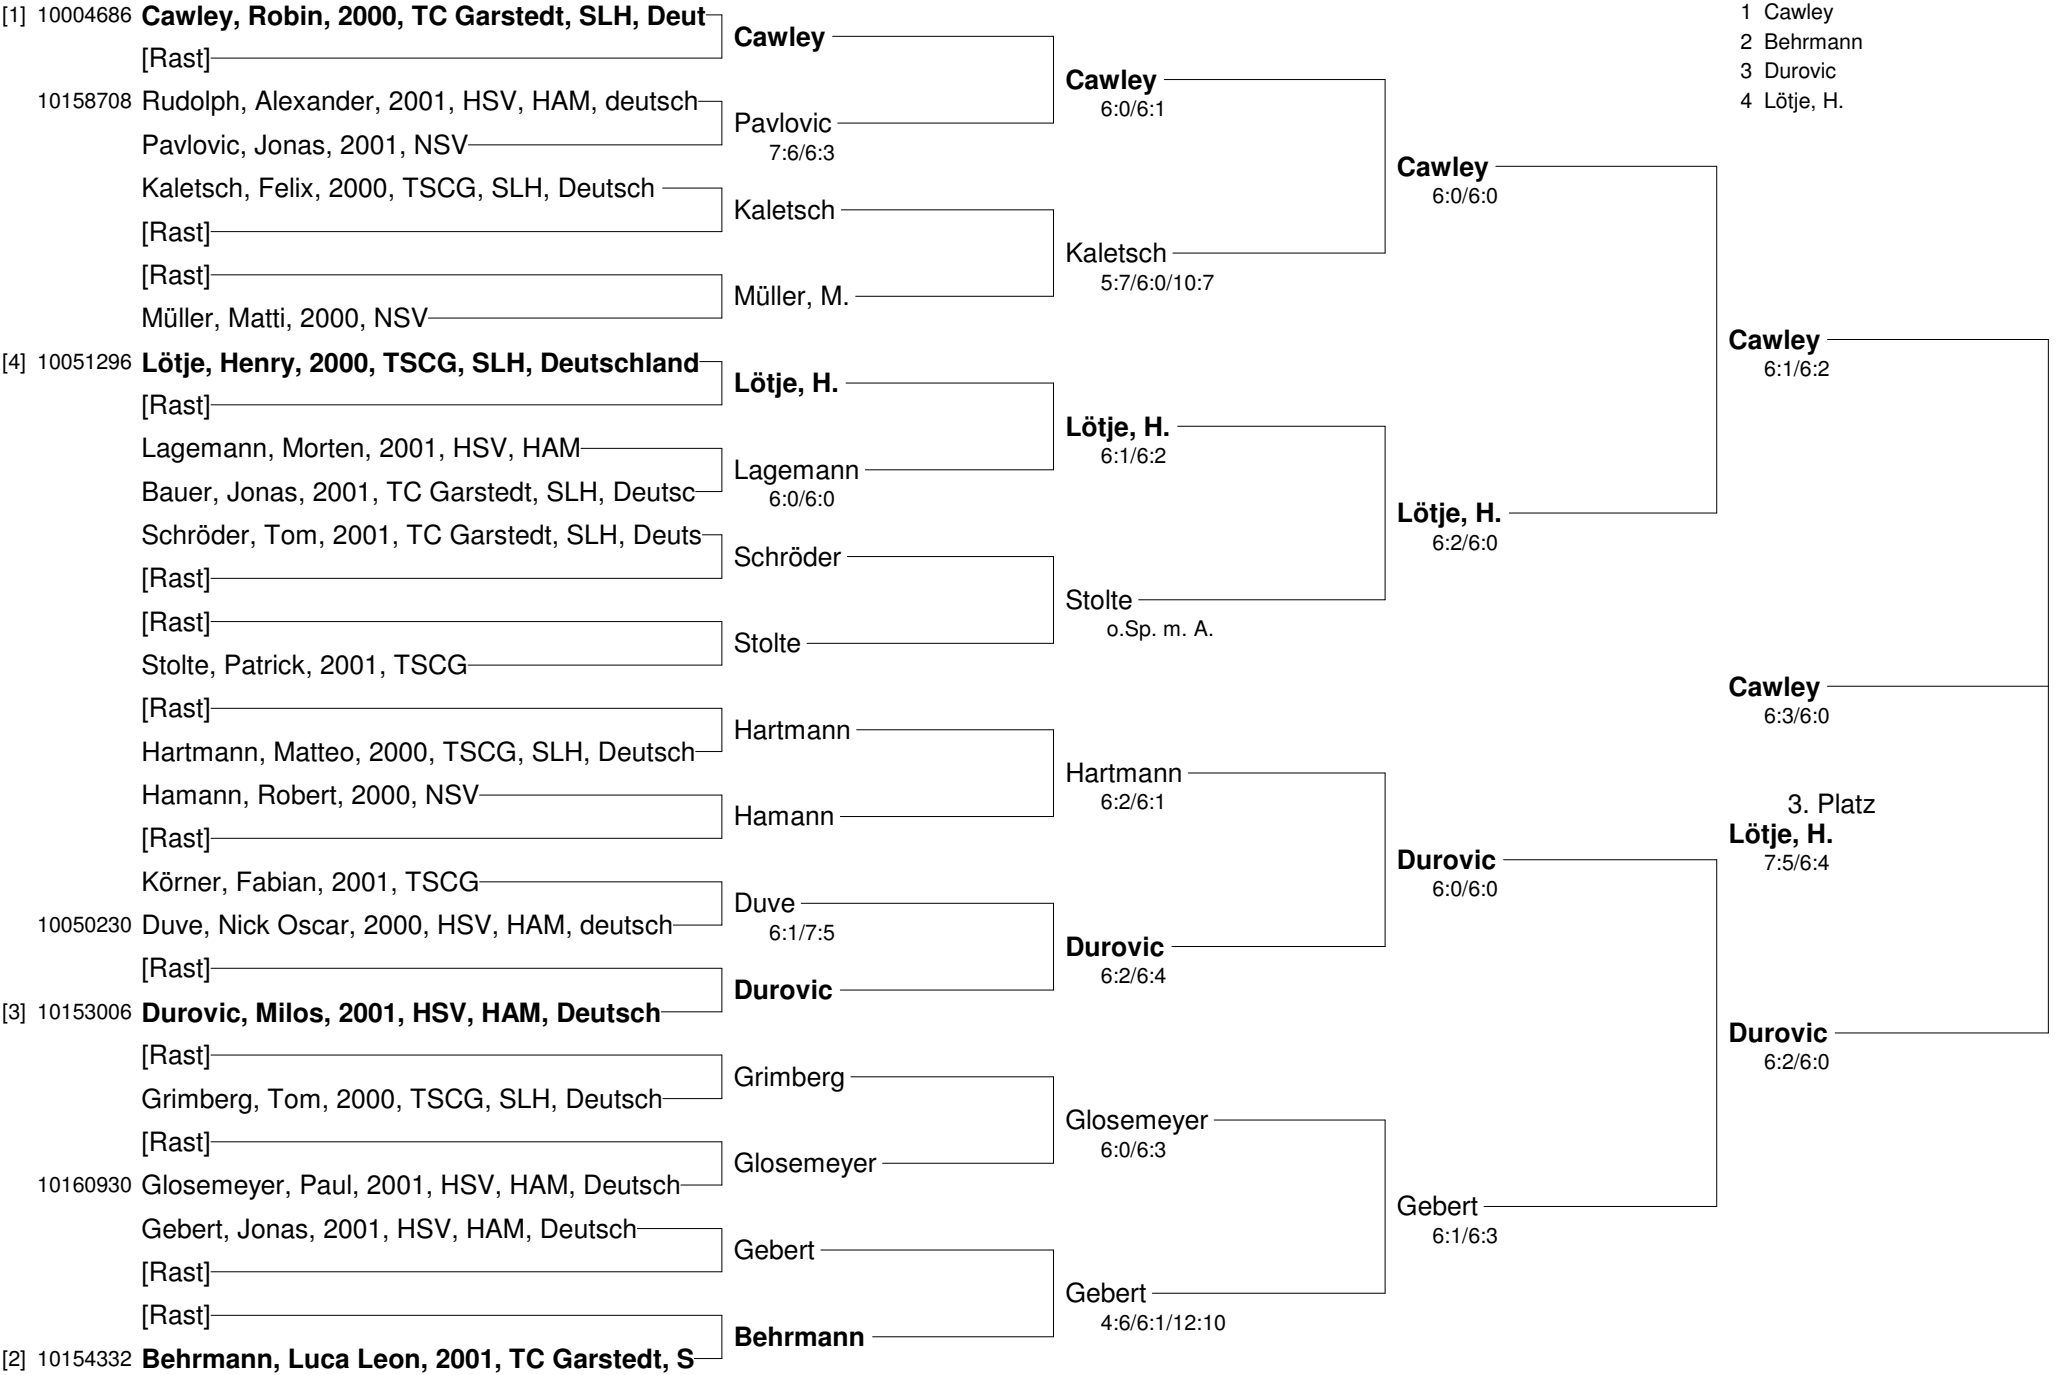 [1] 10004686 Cawley, Robin, 2000, TC Garstedt, SLH, Deut
[Rast]
10158708 Rudolph, Alexander, 2001, HSV, HAM, deutsch
Pavlovic, Jonas, 2001, NSV
Kaletsch, Felix, 2000, TSCG, SLH, Deutsch
[Rast]
[Rast]
Müller, Matti, 2000, NSV
[4] 10051296 Lötje, Henry, 2000, TSCG, SLH, Deutschland
[Rast]
Lagemann, Morten, 2001, HSV, HAM
Bauer, Jonas, 2001, TC Garstedt, SLH, Deutsc
Schröder, Tom, 2001, TC Garstedt, SLH, Deuts
[Rast]
[Rast]
Stolte, Patrick, 2001, TSCG
[Rast]
Hartmann, Matteo, 2000, TSCG, SLH, Deutsch
Hamann, Robert, 2000, NSV
[Rast]
Körner, Fabian, 2001, TSCG
10050230 Duve, Nick Oscar, 2000, HSV, HAM, deutsch
[Rast]
[3] 10153006 Durovic, Milos, 2001, HSV, HAM, Deutsch
[Rast]
Grimberg, Tom, 2000, TSCG, SLH, Deutsch
[Rast]
10160930 Glosemeyer, Paul, 2001, HSV, HAM, Deutsch
Gebert, Jonas, 2001, HSV, HAM, Deutsch
[Rast]
[Rast]
[2] 10154332 Behrmann, Luca Leon, 2001, TC Garstedt, S
Cawley
Pavlovic
7:6/6:3
Kaletsch
Müller, M.
Lötje, H.
Lagemann
6:0/6:0
Schröder
Stolte
Hartmann
Hamann
Duve
6:1/7:5
Durovic
Grimberg
Glosemeyer
Gebert
Behrmann
Cawley
6:0/6:1
Kaletsch
5:7/6:0/10:7
Lötje, H.
6:1/6:2
Stolte
o.Sp. m. A.
Hartmann
6:2/6:1
Durovic
6:2/6:4
Glosemeyer
6:0/6:3
Gebert
4:6/6:1/12:10
Cawley
6:0/6:0
Lötje, H.
6:2/6:0
Durovic
6:0/6:0
Gebert
6:1/6:3
1 Cawley
2 Behrmann
3 Durovic
4 Lötje, H.
Cawley
6:1/6:2
Cawley
6:3/6:0
3. Platz
Lötje, H.
7:5/6:4
Durovic
6:2/6:0